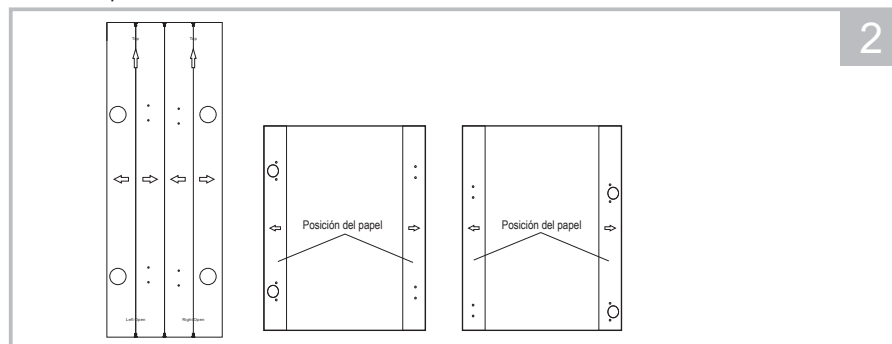 2
Top Top
Posición del papel
Posición del papel
Left Open Right Open